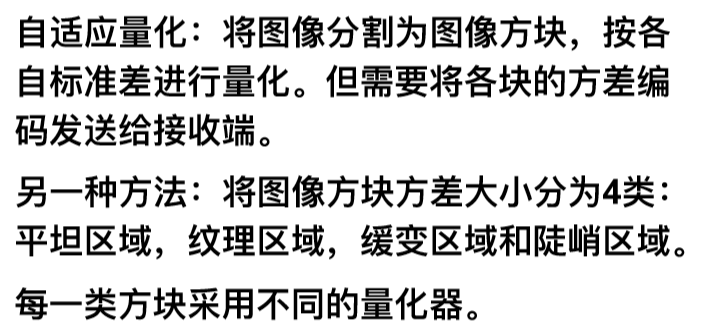 自适应量化：将图像分割为图像方块，按各
自标准差进行量化。但需要将各块的方差编
码发送给接收端。
另一种方法：将图像方块方差大小分为4类：
平坦区域，纹理区域，缓变区域和陡峭区域。
每一类方块采用不同的量化器。